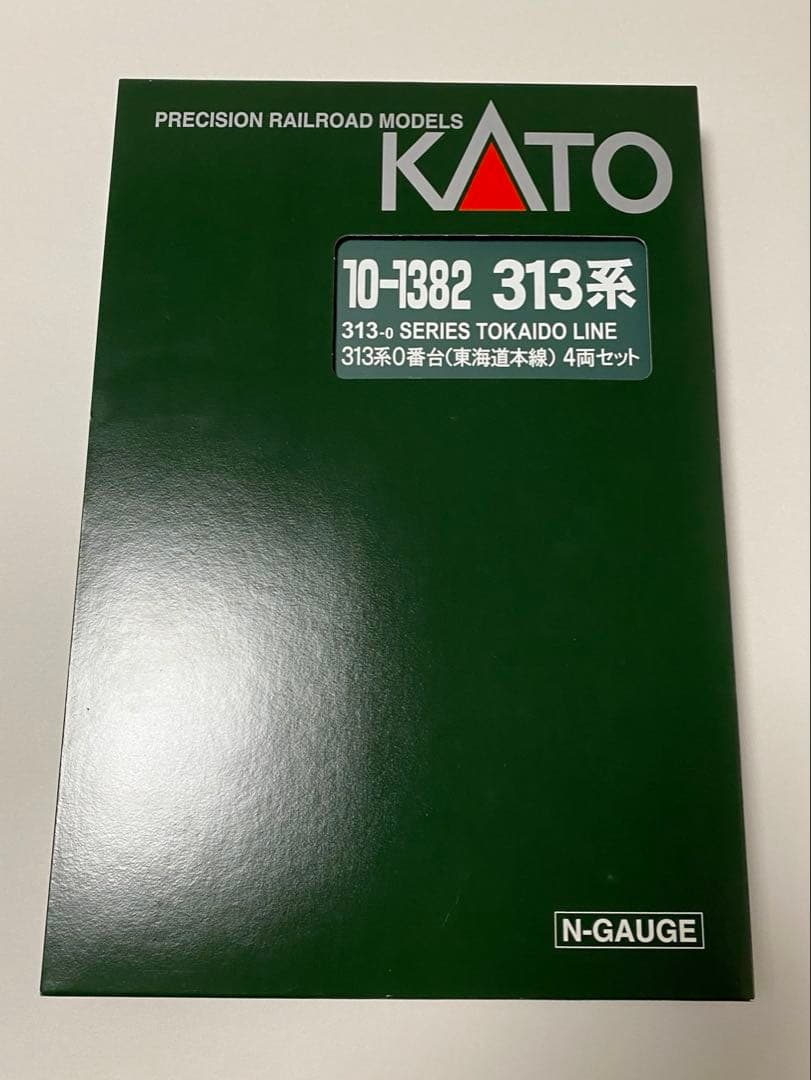 PRECISION RAILROAD MODELS
KATO
10-1382 313系
313-0 SERIES TOKAIDO LINE
313系0番台(東海道本線) 4両セット
N-GAUGE